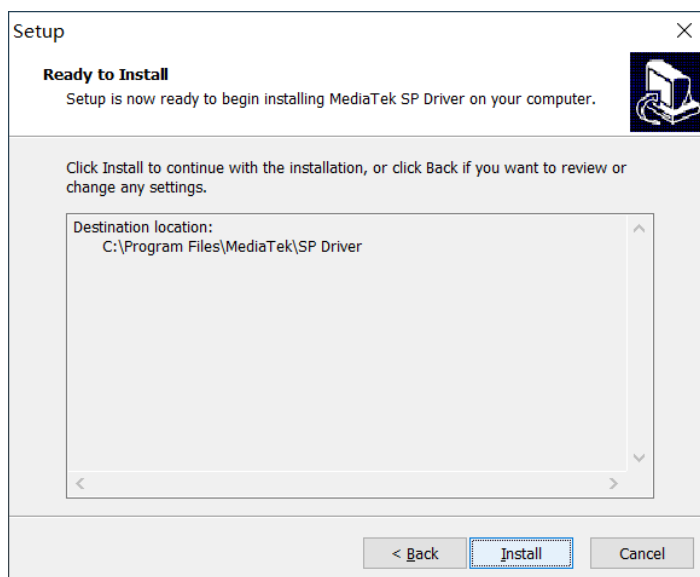 Setup
Ready to Install
Setup is now ready to begin installing MediaTek SP Driver on your computer.
Click Install to continue with the installation, or click Back if you want to review or
change any settings.
Destination location:
C:\Program Files\MediaTek\SP Driver
< Back
Install
Cancel